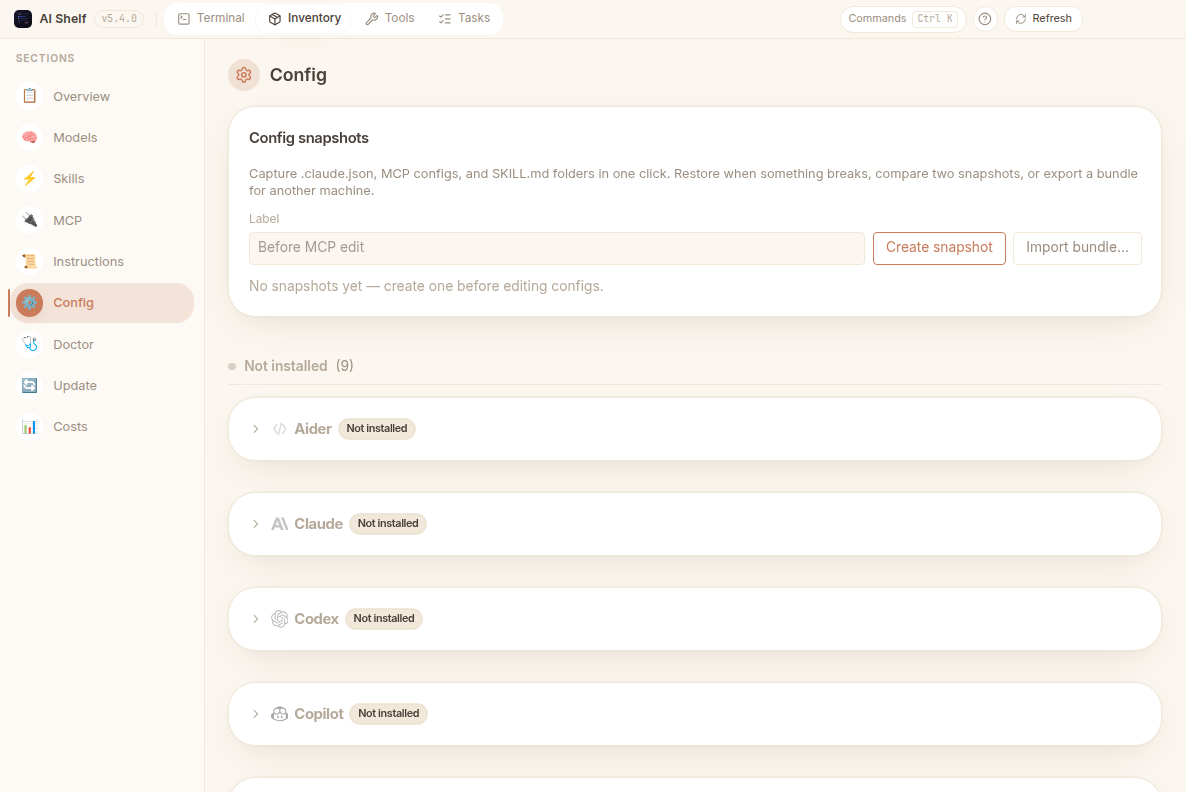 AI Shelf v5.4.0 Terminal Inventory Tools Tasks Commands Ctrl K Refresh
SECTIONS
Overview
Models
Skills
MCP
Instructions
Config
Doctor
Update
Costs
Config
Config snapshots
Capture .claude.json, MCP configs, and SKILL.md folders in one click. Restore when something breaks, compare two snapshots, or export a bundle
for another machine.
Label
Before MCP edit Create snapshot Import bundle...
No snapshots yet — create one before editing configs.
Not installed (9)
Aider Not installed
Claude Not installed
Codex Not installed
Copilot Not installed